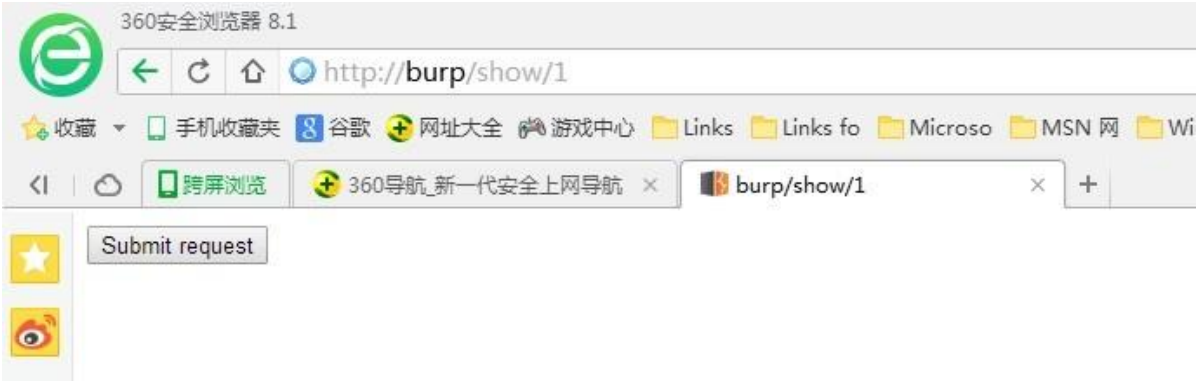 360安全浏览器 8.1
http://burp/show/1
收藏 手机收藏夹 谷歌 网址大全 游戏中心 Links Links fo Microso MSN 网 Wi
跨屏浏览 360导航_新一代安全上网导航 burp/show/1
Submit request